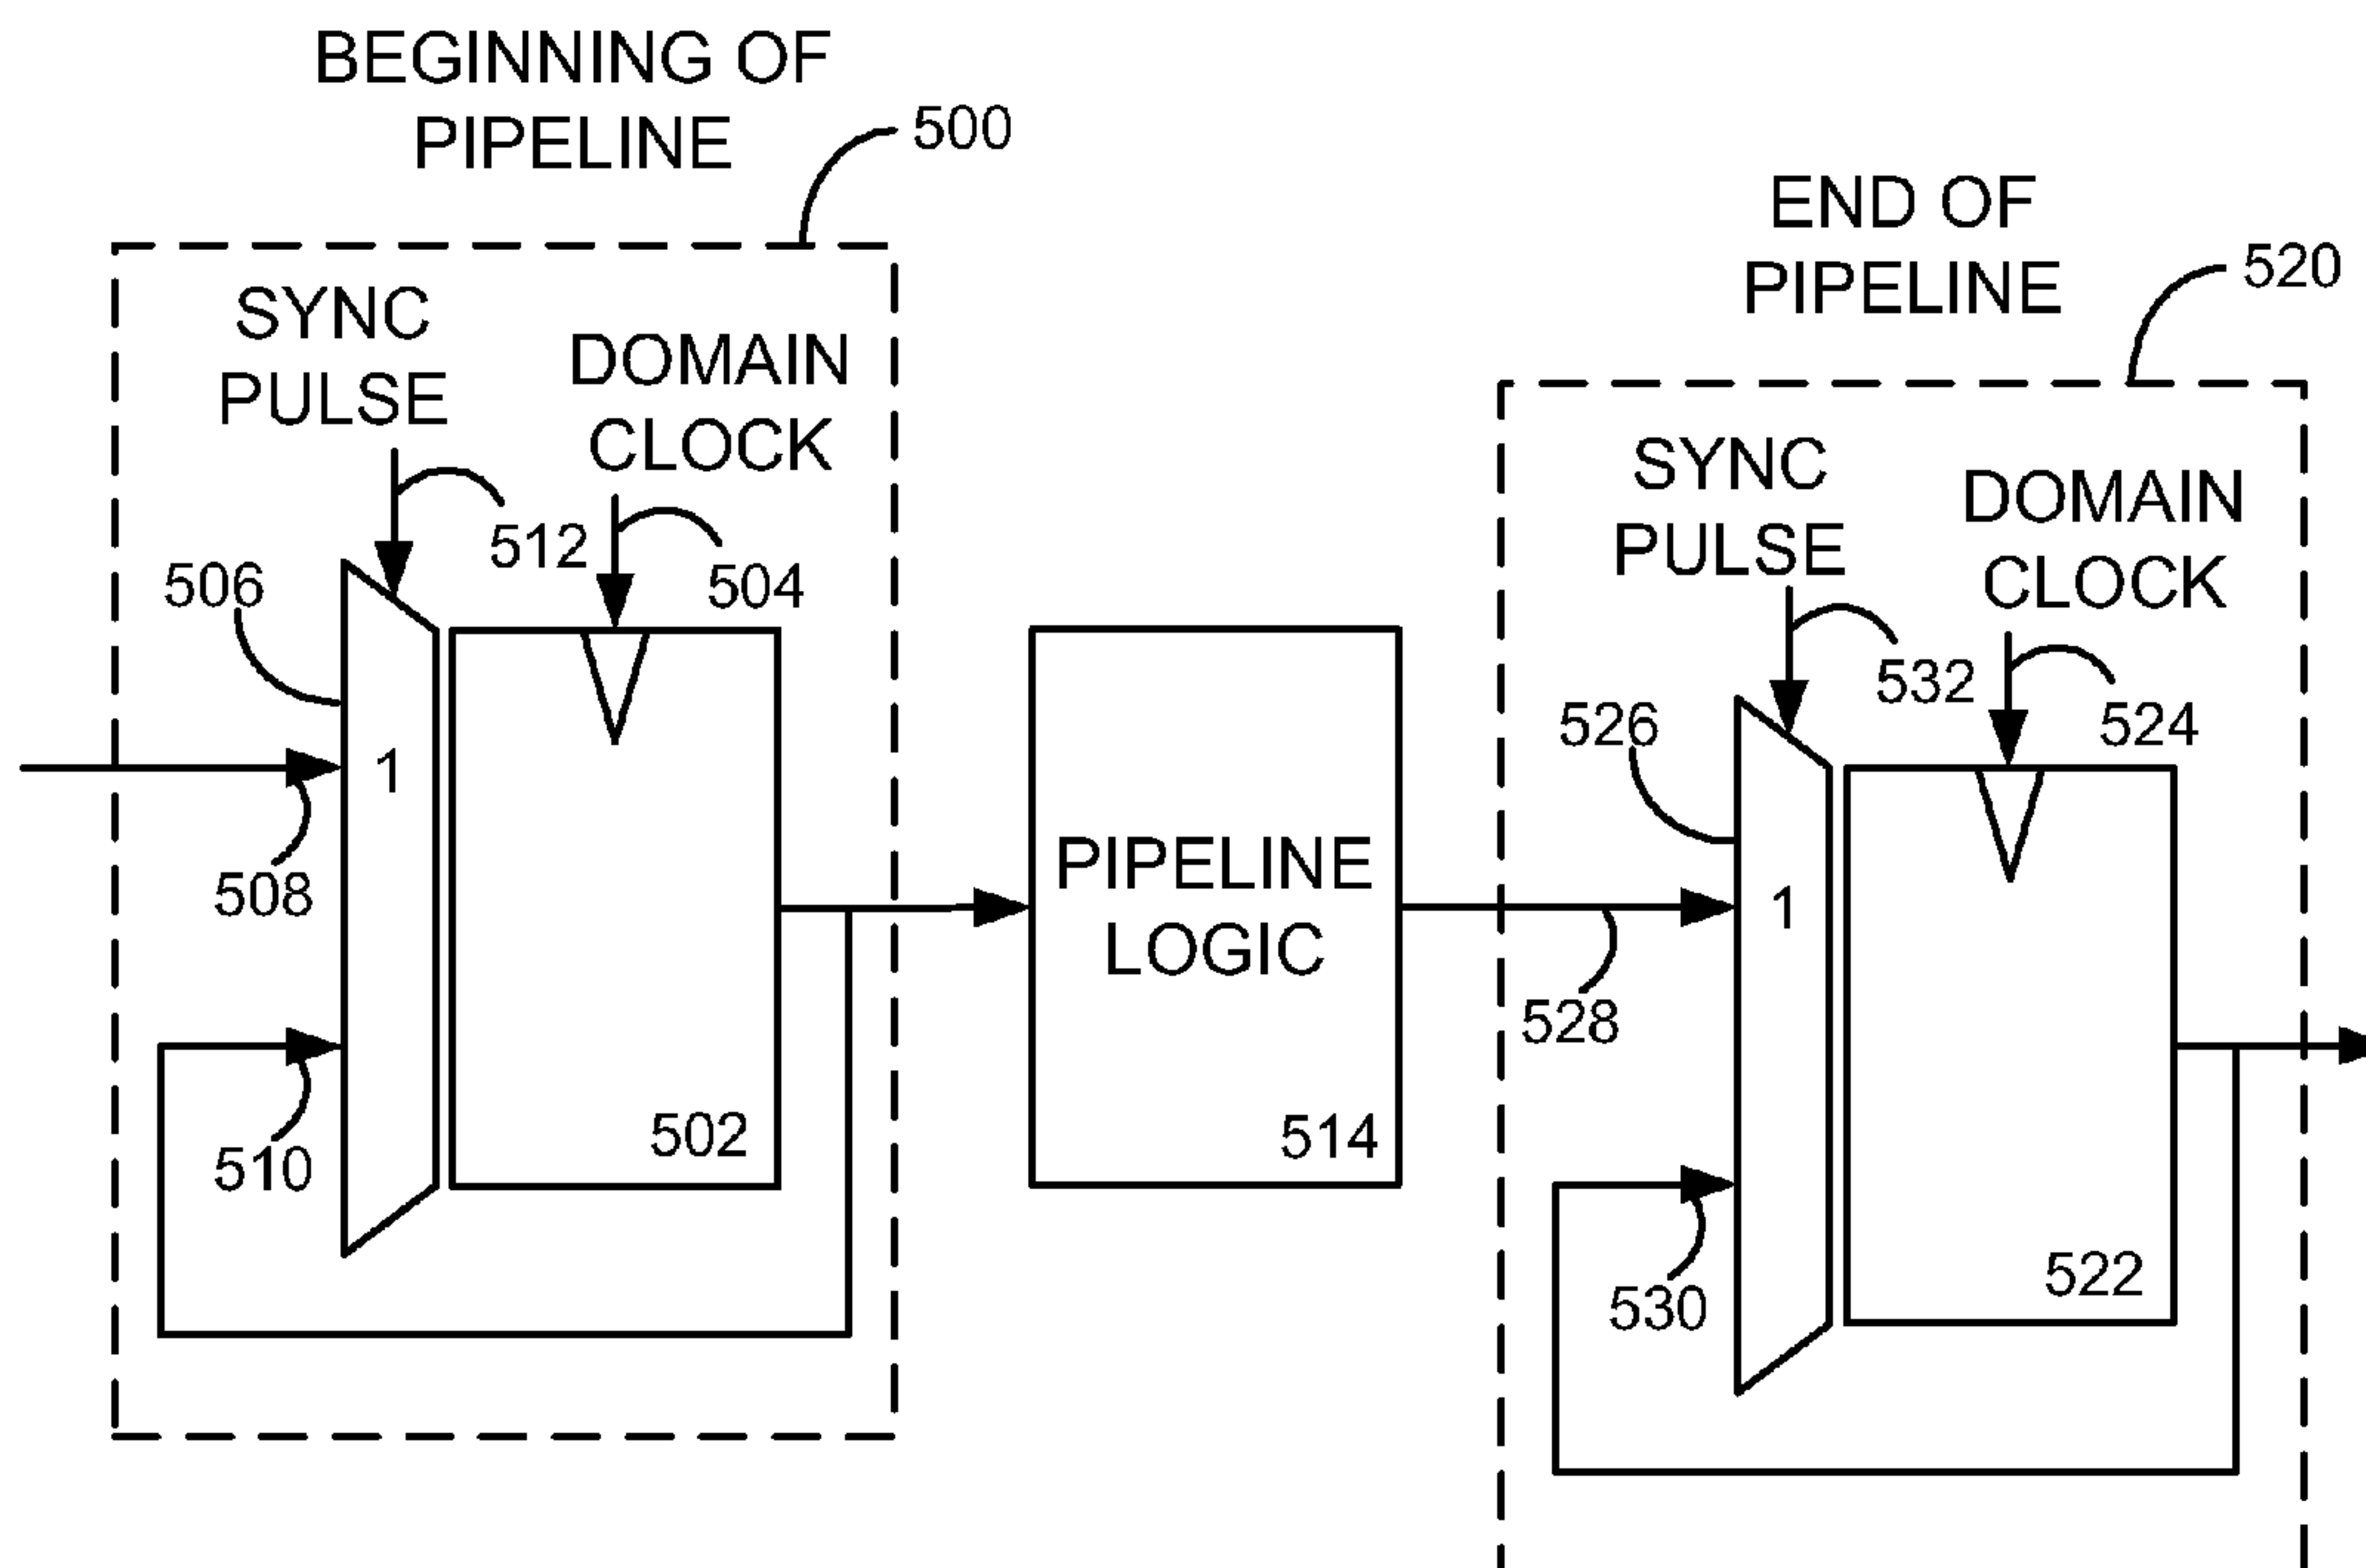 BEGINNING OF
PIPELINE
500
SYNC
PULSE
DOMAIN
CLOCK
512
504
506
1
508
510
502
PIPELINE
LOGIC
514
END OF
PIPELINE
520
SYNC
PULSE
DOMAIN
CLOCK
532
524
526
1
528
530
522